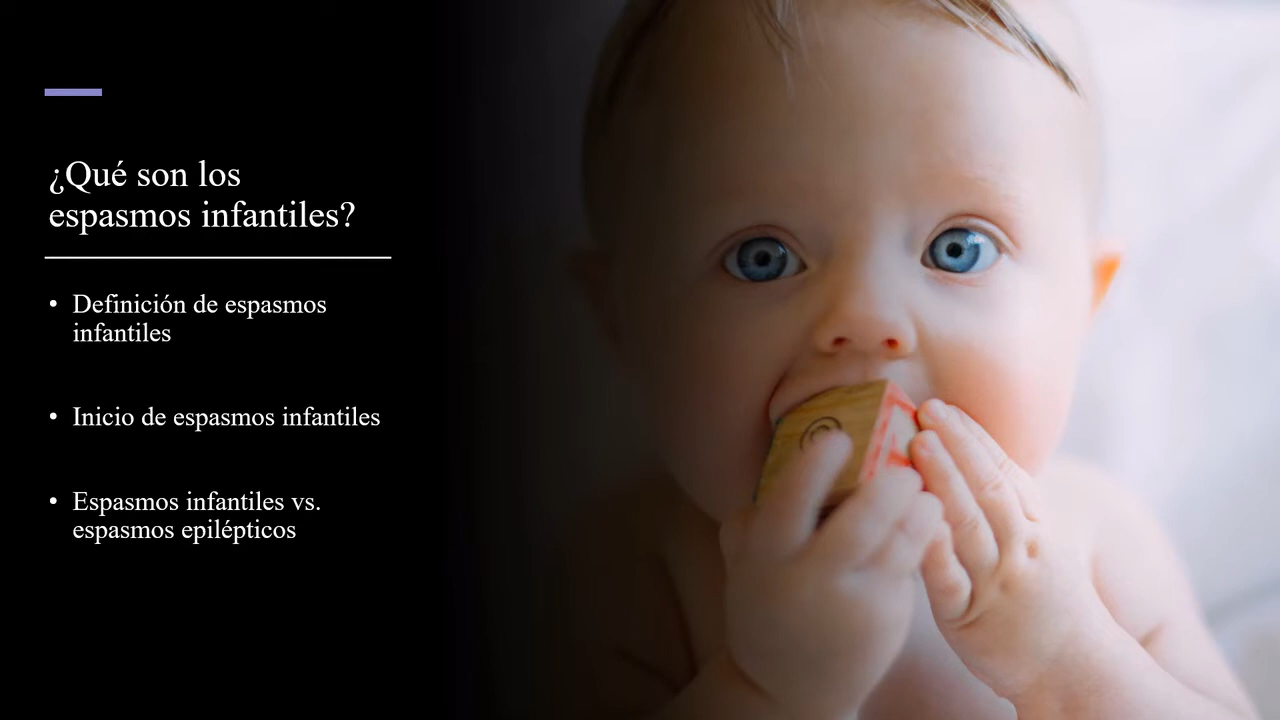 ¿Qué son los
espasmos infantiles?
• Definición de espasmos
infantiles
• Inicio de espasmos infantiles
• Espasmos infantiles vs.
espasmos epilépticos